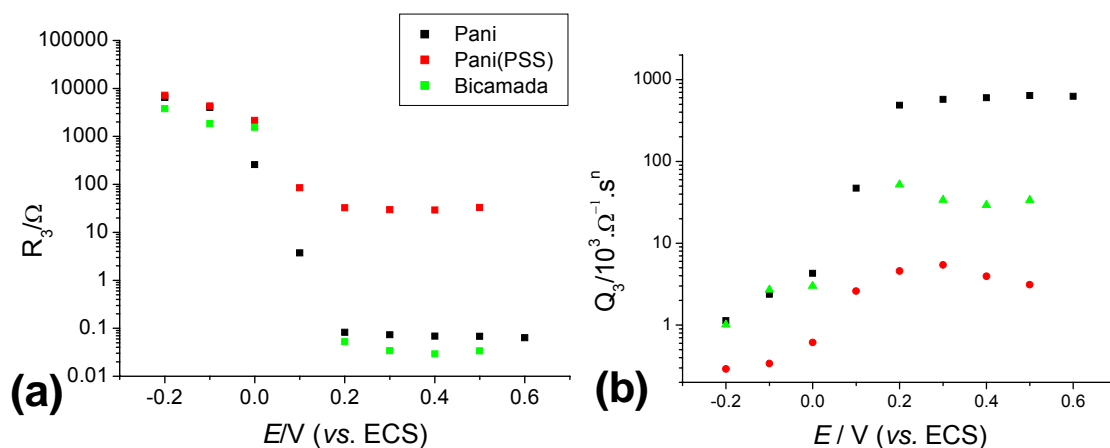 Pani
Pani(PSS)
Bicamada
100000
10000
1000
100
10
1
0.1
0.01
R₃/Ω
-0.2 0.0 0.2 0.4 0.6
E/V (vs. ECS)
(a)
1000
100
10
1
Q₃/10³.Ω⁻¹.sⁿ
-0.2 0.0 0.2 0.4 0.6
E / V (vs. ECS)
(b)